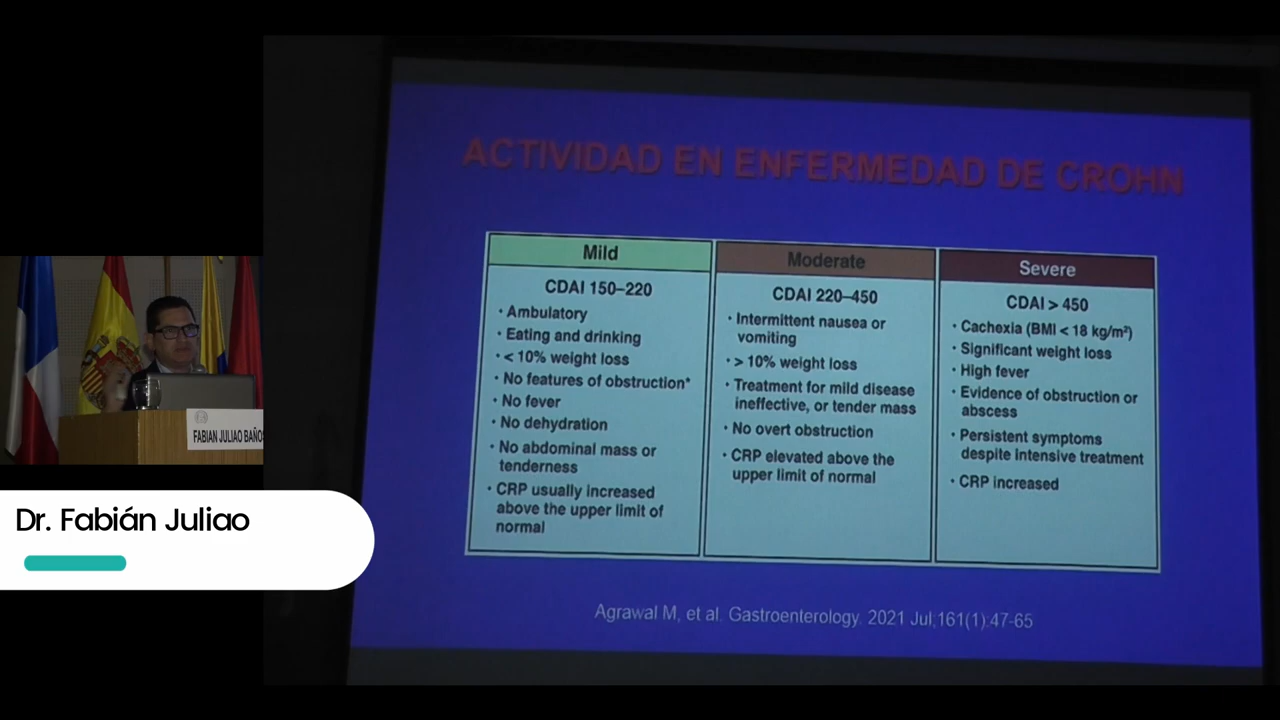 ACTIVIDAD EN ENFERMEDAD DE CROHN
Mild
CDAI 150–220
• Ambulatory
• Eating and drinking
• < 10% weight loss
• No features of obstruction*
• No fever
• No dehydration
• No abdominal mass or
tenderness
• CRP usually increased
above the upper limit of
normal
Moderate
CDAI 220–450
• Intermittent nausea or
vomiting
• > 10% weight loss
• Treatment for mild disease
ineffective, or tender mass
• No overt obstruction
• CRP elevated above the
upper limit of normal
Severe
CDAI > 450
• Cachexia (BMI < 18 kg/m²)
• Significant weight loss
• High fever
• Evidence of obstruction or
abscess
• Persistent symptoms
despite intensive treatment
• CRP increased
Agrawal M, et al. Gastroenterology. 2021 Jul;161(1):47-65
FABIAN JULIAO BAÑOS
Dr. Fabián Juliao